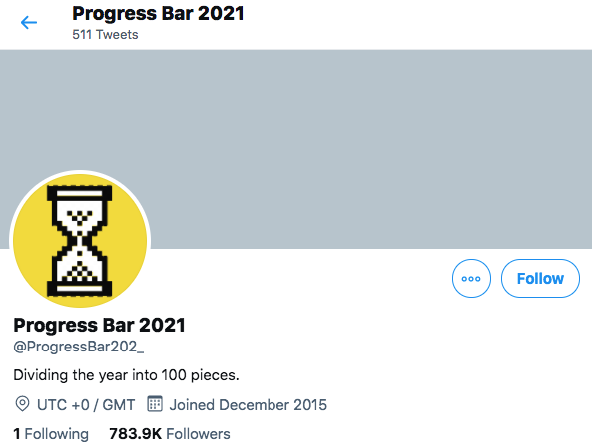 Progress Bar 2021
511 Tweets
Follow
Progress Bar 2021
@ProgressBar202_
Dividing the year into 100 pieces.
UTC +0 / GMT Joined December 2015
1 Following 783.9K Followers